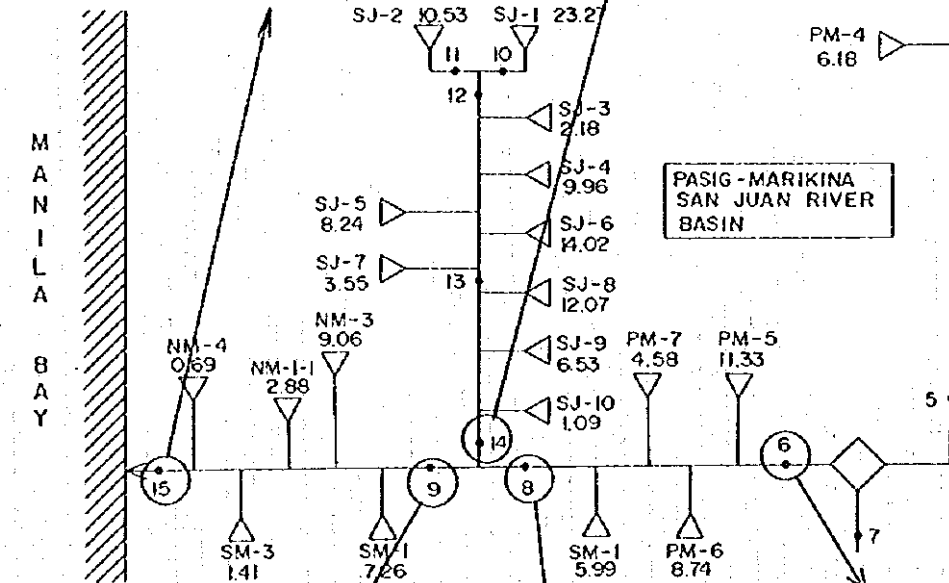 SJ-2 10.53
SJ-1 23.27
PM-4
6.18
11
10
12
SJ-3
2.18
SJ-4
9.96
SJ-5
8.24
SJ-6
14.02
SJ-7
3.55
13
SJ-8
12.07
SJ-9
6.53
SJ-10
1.09
14
PASIG-MARIKINA
SAN JUAN RIVER
BASIN
MANILA BAY
NM-4
0.69
NM-1-1
2.88
NM-3
9.06
PM-7
4.58
PM-5
11.33
5
6
15
9
8
7
SM-3
1.41
SM-1
7.26
SM-1
5.99
PM-6
8.74